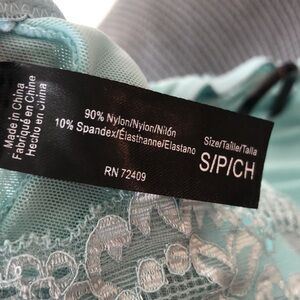 Made in China
Fabriqué en Chine
Hecho en China
90% Nylon/Nylon/Nilón
10% Spandex/Élasthanne/Elastano
RN 72409
Size/Taille/Talla
S/P/CH